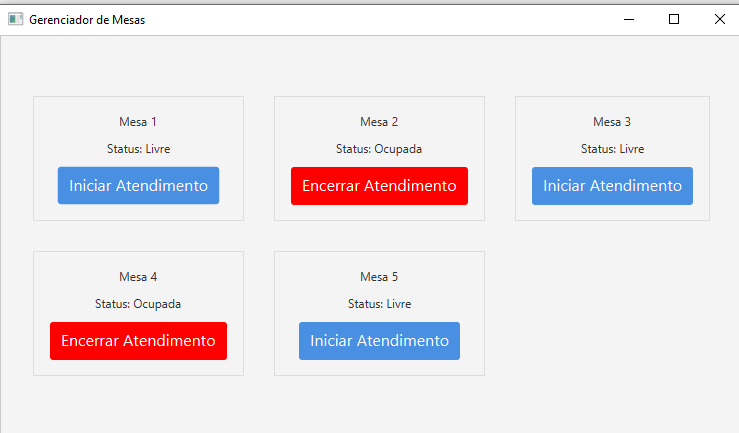 Gerenciador de Mesas
Mesa 1
Status: Livre
Iniciar Atendimento
Mesa 2
Status: Ocupada
Encerrar Atendimento
Mesa 3
Status: Livre
Iniciar Atendimento
Mesa 4
Status: Ocupada
Encerrar Atendimento
Mesa 5
Status: Livre
Iniciar Atendimento